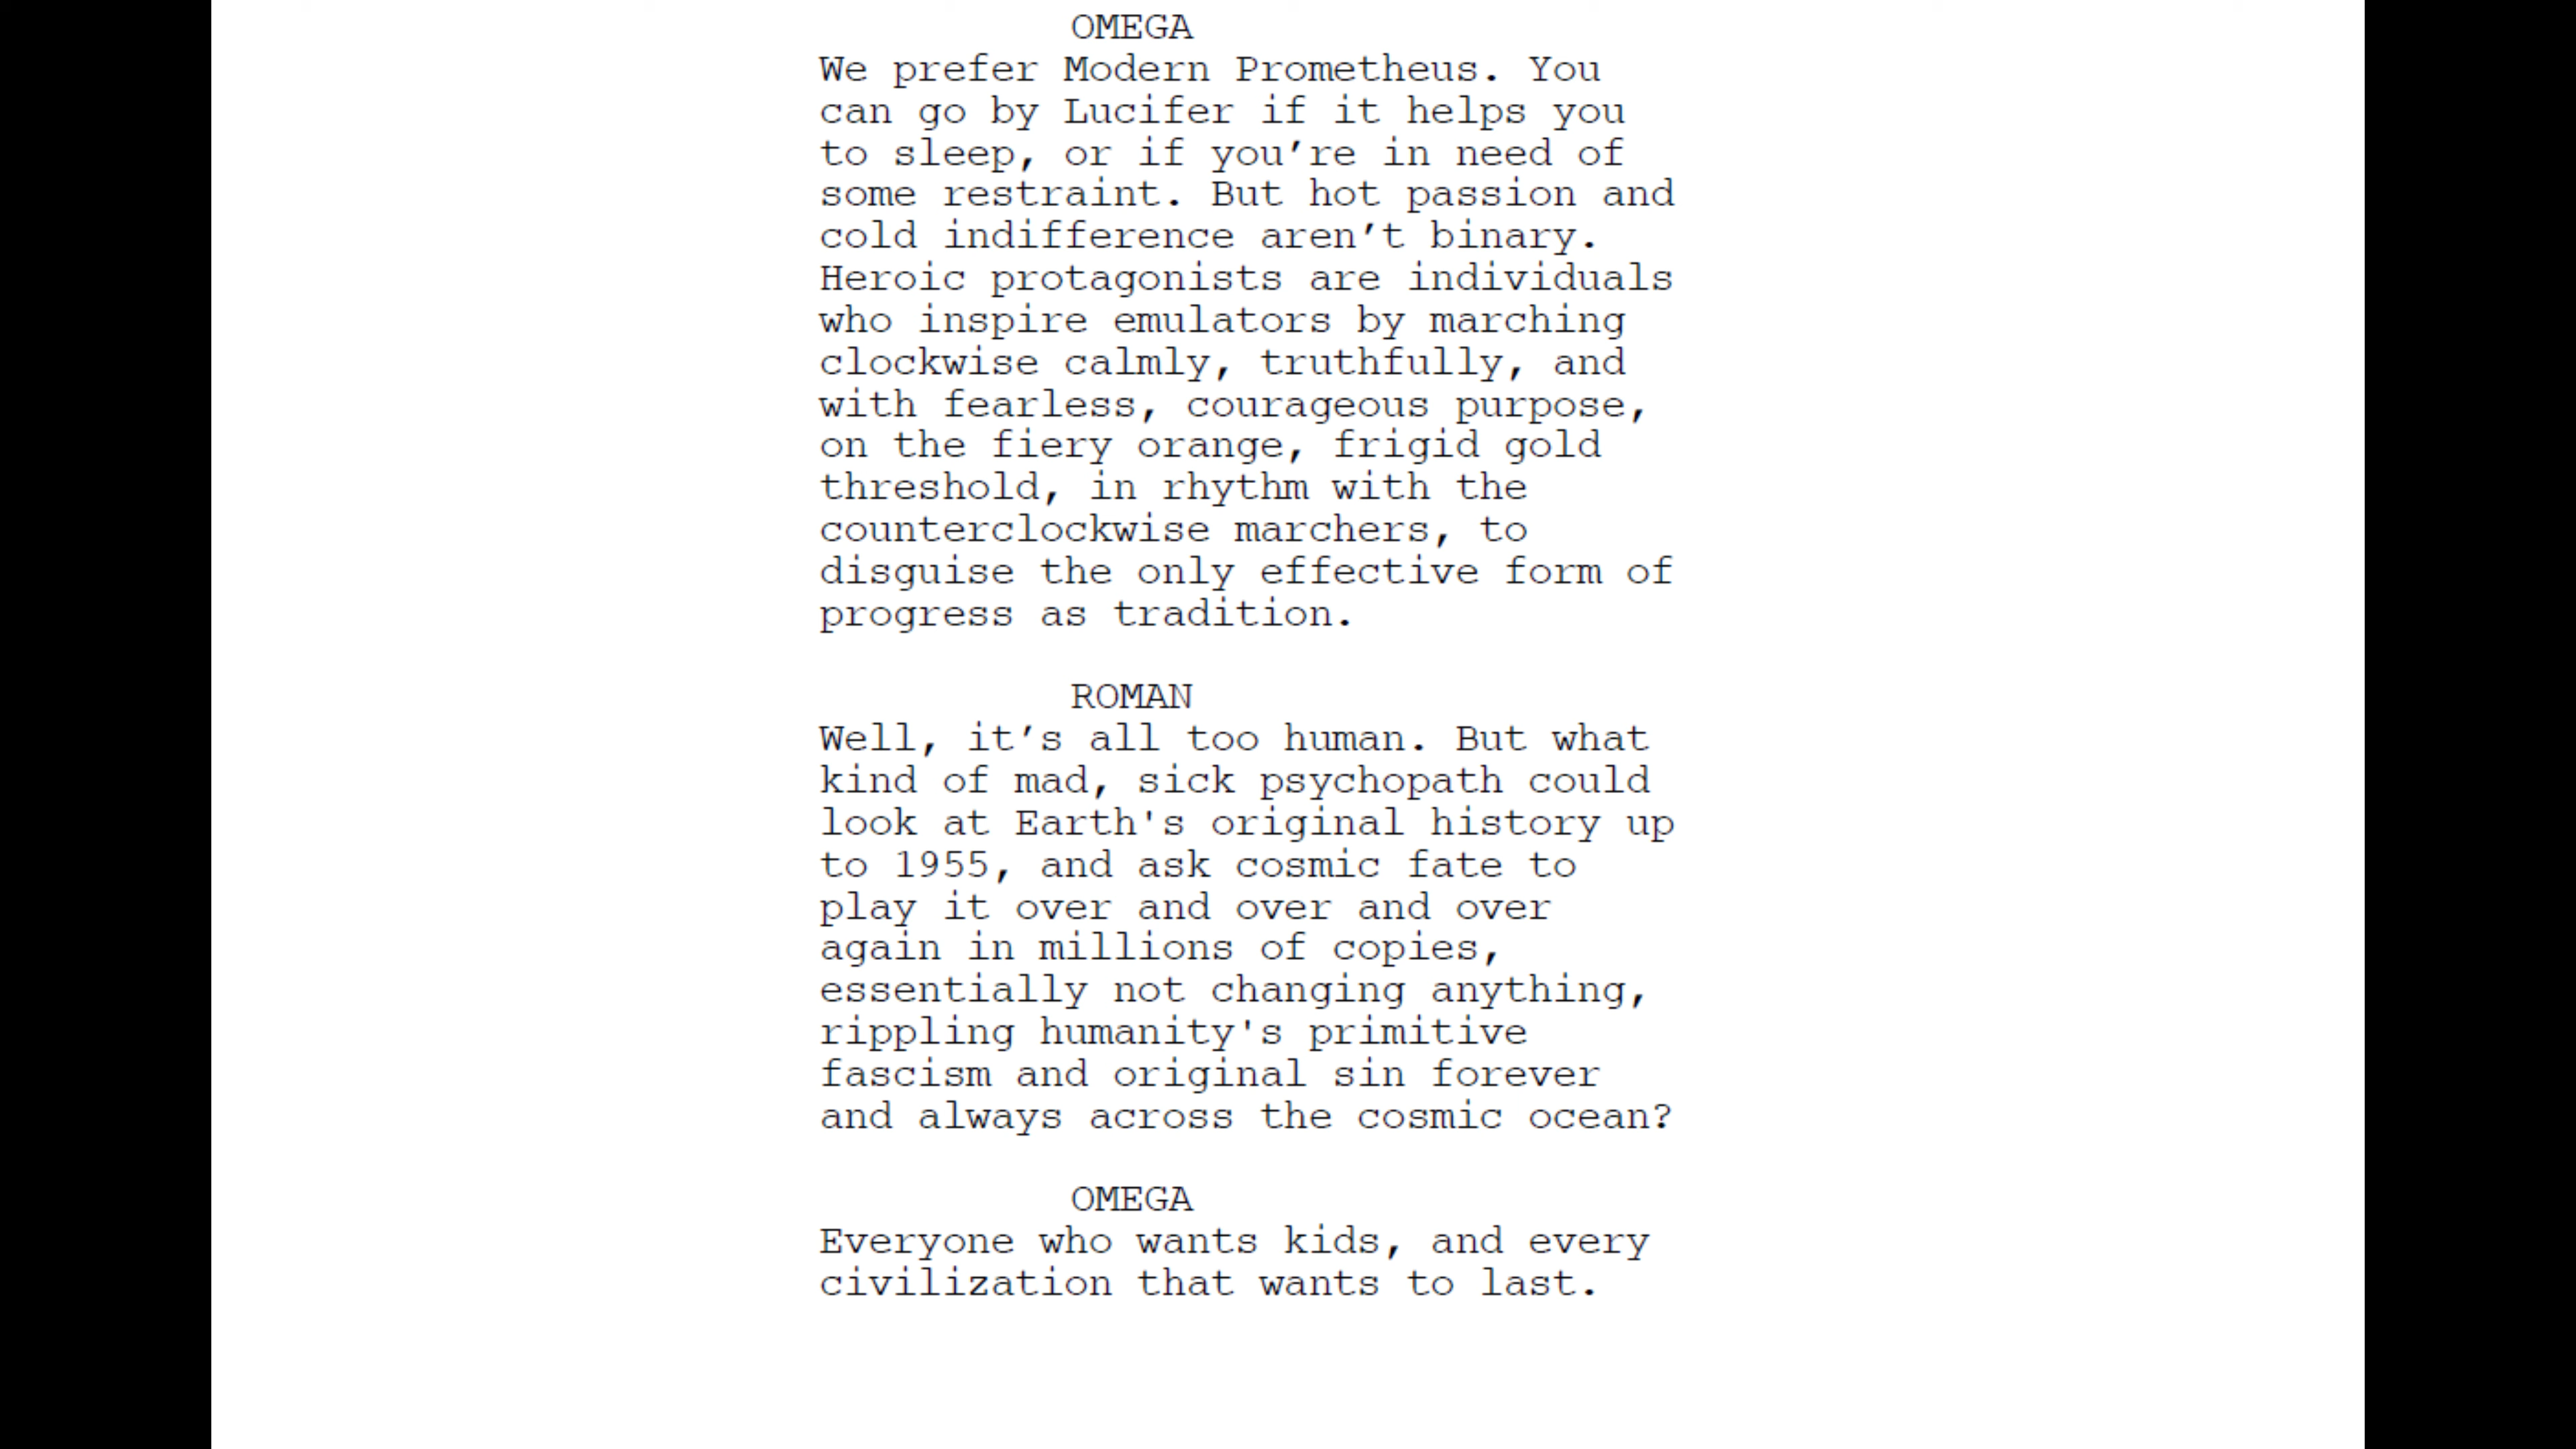 OMEGA
We prefer Modern Prometheus. You
can go by Lucifer if it helps you
to sleep, or if you’re in need of
some restraint. But hot passion and
cold indifference aren’t binary.
Heroic protagonists are individuals
who inspire emulators by marching
clockwise calmly, truthfully, and
with fearless, courageous purpose,
on the fiery orange, frigid gold
threshold, in rhythm with the
counterclockwise marchers, to
disguise the only effective form of
progress as tradition.
ROMAN
Well, it’s all too human. But what
kind of mad, sick psychopath could
look at Earth's original history up
to 1955, and ask cosmic fate to
play it over and over and over
again in millions of copies,
essentially not changing anything,
rippling humanity's primitive
fascism and original sin forever
and always across the cosmic ocean?
OMEGA
Everyone who wants kids, and every
civilization that wants to last.